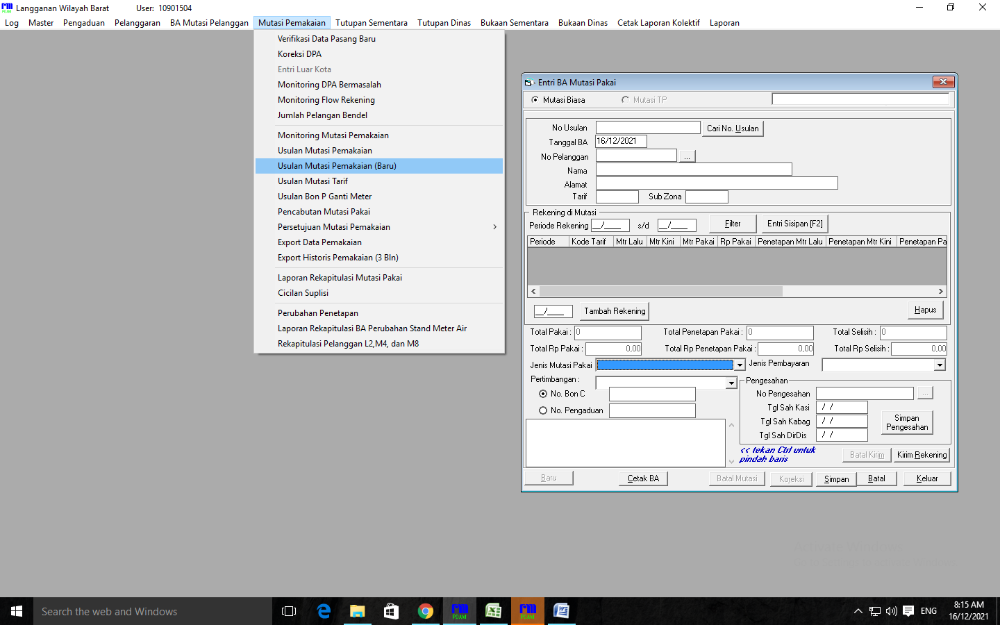 Langganan Wilayah Barat User: 10901504
Log Master Pengaduan Pelanggaran BA Mutasi Pelanggan Mutasi Pemakaian Tutupan Sementara Tutupan Dinas Bukaan Sementara Bukaan Dinas Cetak Laporan Kolektif Laporan
Verifikasi Data Pasang Baru
Koreksi DPA
Entri Luar Kota
Monitoring DPA Bermasalah
Monitoring Flow Rekening
Jumlah Pelangan Bendel
Monitoring Mutasi Pemakaian
Usulan Mutasi Pemakaian
Usulan Mutasi Pemakaian (Baru)
Usulan Mutasi Tarif
Usulan Bon P Ganti Meter
Pencabutan Mutasi Pakai
Persetujuan Mutasi Pemakaian
Export Data Pemakaian
Export Historis Pemakaian (3 Bln)
Laporan Rekapitulasi Mutasi Pakai
Cicilan Suplisi
Perubahan Penetapan
Laporan Rekapitulasi BA Perubahan Stand Meter Air
Rekapitulasi Pelanggan L2,M4, dan M8
Entri BA Mutasi Pakai
Mutasi Biasa Mutasi TP
No Usulan Cari No. Usulan
Tanggal BA 16/12/2021
No Pelanggan ...
Nama
Alamat
Tarif Sub Zona
Rekening di Mutasi
Periode Rekening __/____ s/d __/____ Filter Entri Sisipan [F2]
Periode Kode Tarif Mtr Lalu Mtr Kini Mtr Pakai Rp Pakai Penetapan Mtr Lalu Penetapan Mtr Kini Penetapan Pa
__/____ Tambah Rekening Hapus
Total Pakai : 0 Total Penetapan Pakai : 0 Total Selisih : 0
Total Rp Pakai : 0,00 Total Rp Penetapan Pakai : 0,00 Total Rp Selisih : 0,00
Jenis Mutasi Pakai Jenis Pembayaran
Pertimbangan : Pengesahan
No. Bon C No Pengesahan ...
Tgl Sah Kasi / /
No. Pengaduan
Tgl Sah Kabag / / Simpan Pengesahan
Tgl Sah DirDis / /
<< tekan Ctrl untuk
pindah baris
Batal Kirim Kirim Rekening
Baru Cetak BA Batal Mutasi Koreksi Simpan Batal Keluar
Search the web and Windows PDAM PDAM ENG 8:15 AM
16/12/2021